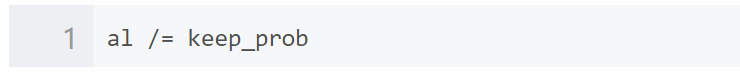 1 al /= keep_prob